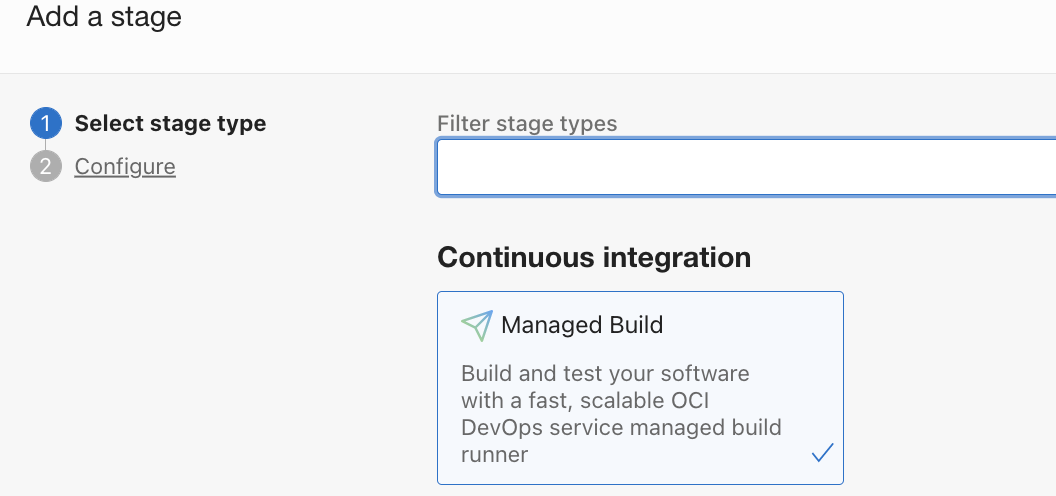 Add a stage
1 Select stage type
2 Configure
Filter stage types
Continuous integration
Managed Build
Build and test your software
with a fast, scalable OCI
DevOps service managed build
runner